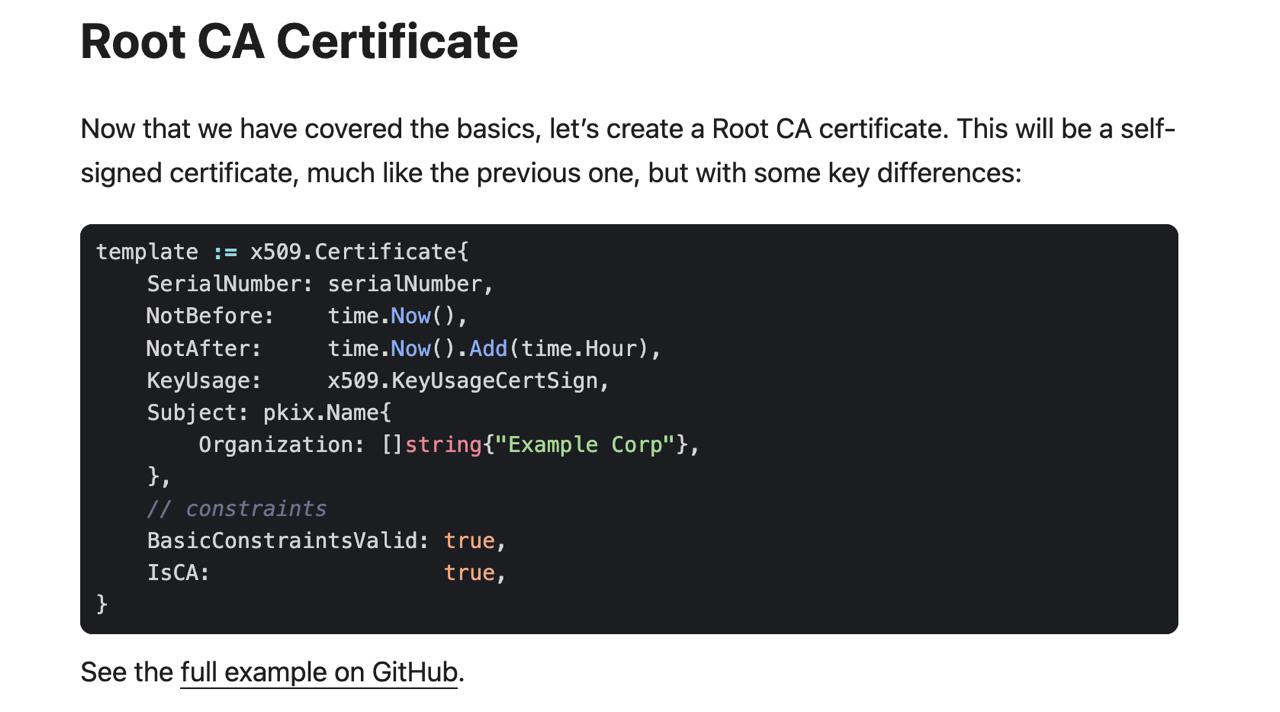 Root CA Certificate
Now that we have covered the basics, let’s create a Root CA certificate. This will be a self-
signed certificate, much like the previous one, but with some key differences:
template := x509.Certificate{
    SerialNumber: serialNumber,
    NotBefore:    time.Now(),
    NotAfter:     time.Now().Add(time.Hour),
    KeyUsage:     x509.KeyUsageCertSign,
    Subject: pkix.Name{
        Organization: []string{"Example Corp"},
    },
    // constraints
    BasicConstraintsValid: true,
    IsCA:                  true,
}
See the full example on GitHub.